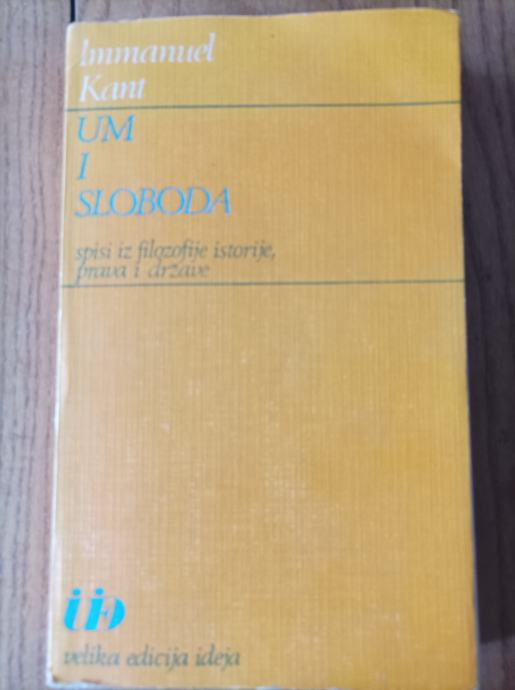 Immanuel
Kant
UM
I
SLOBODA
spisi iz filozofije istorije,
prava i države
velika edicija ideja